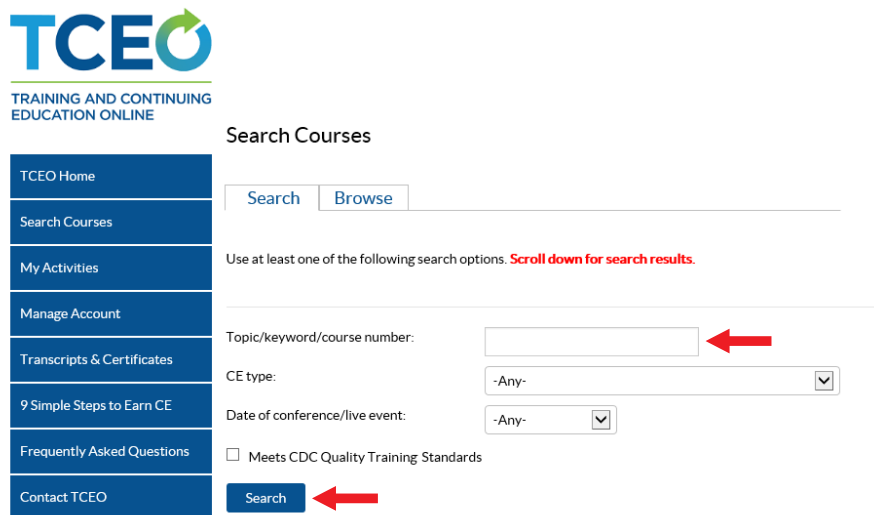 TCEO
TRAINING AND CONTINUING
EDUCATION ONLINE
Search Courses
TCEO Home
Search Courses
My Activities
Manage Account
Transcripts & Certificates
9 Simple Steps to Earn CE
Frequently Asked Questions
Contact TCEO
Search Browse
Use at least one of the following search options. Scroll down for search results.
Topic/keyword/course number:
CE type: -Any-
Date of conference/live event: -Any-
Meets CDC Quality Training Standards
Search